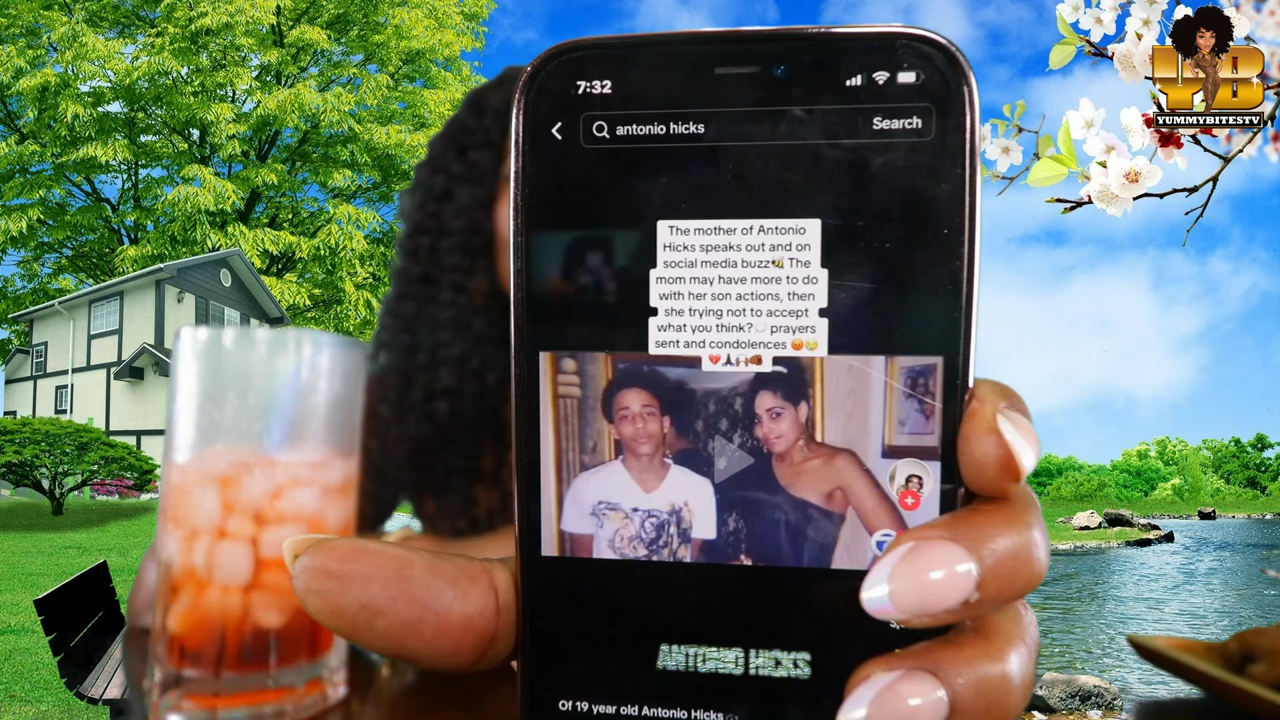 7:32
antonio hicks
Search
The mother of Antonio
Hicks speaks out and on
social media buzz🐝 The
mom may have more to do
with her son actions, then
she trying not to accept
what you think? prayers
sent and condolences 😡😢
ANTONIO HICKS
Of 19 year old Antonio Hicks
YB
YUMMYBITESTV